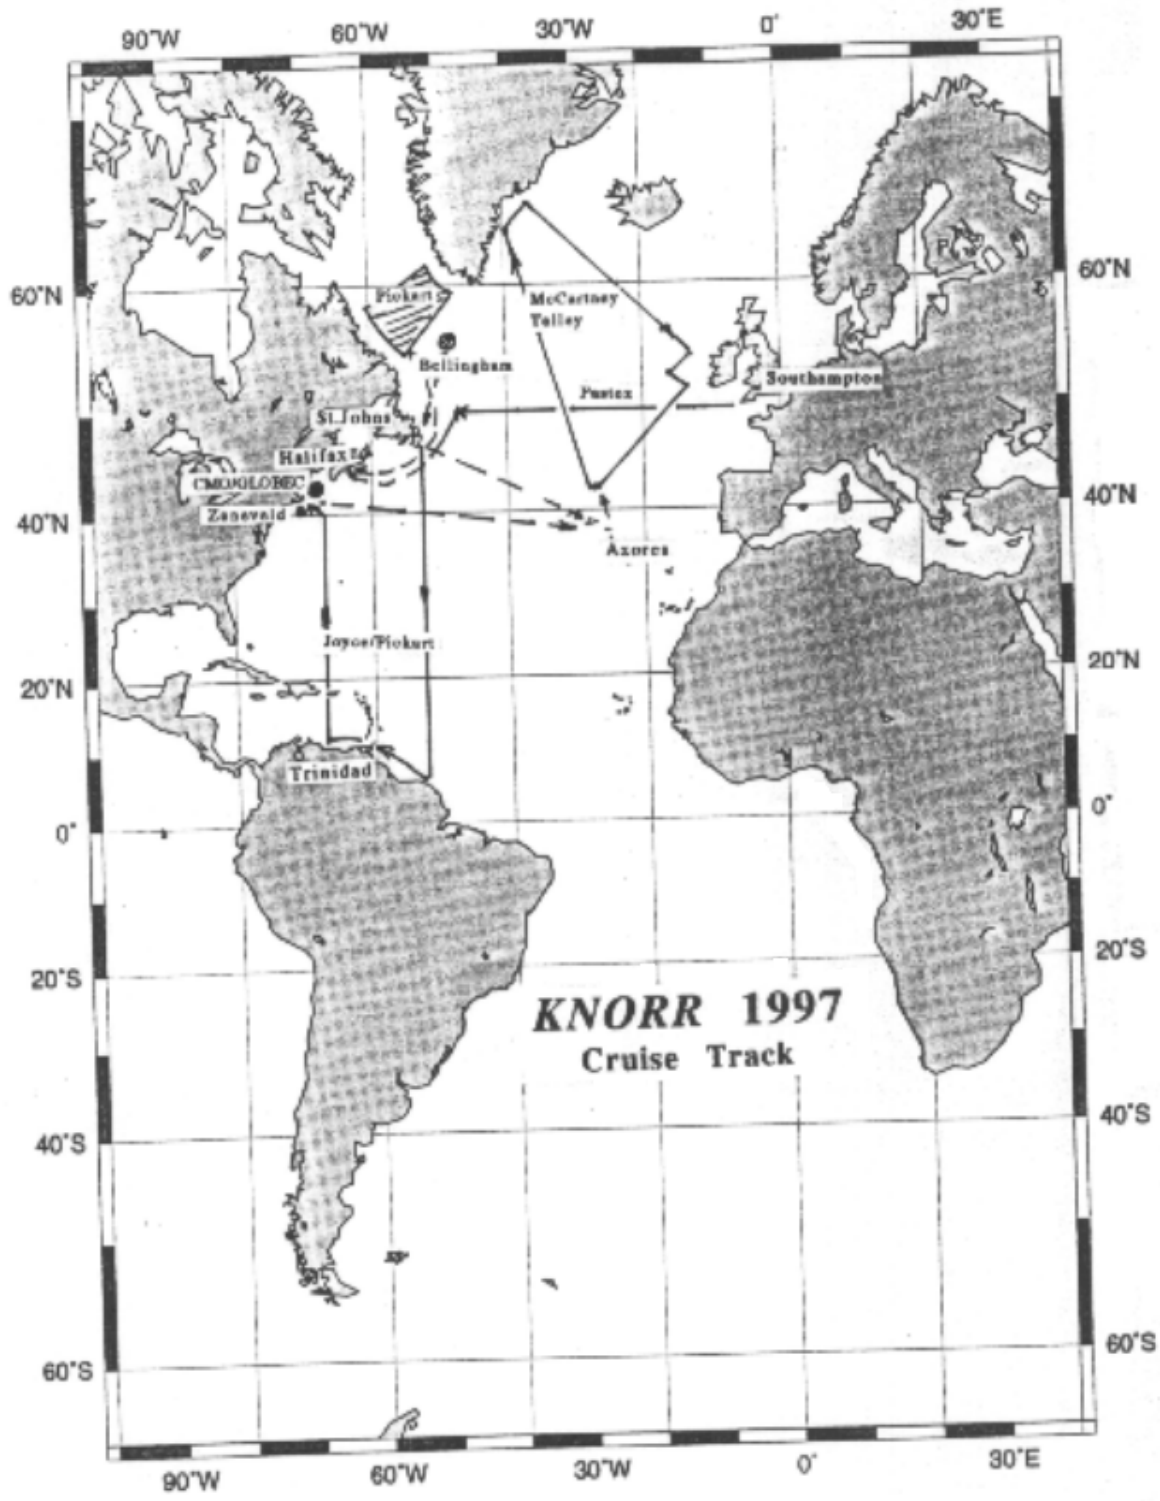 90°W 60°W 30°W 0° 30°E
60°N
60°N
Pickart
McCartney
Talley
Bellingham
Southampton
Pastex
St.Johns
Halifax
CMO/GLOBEC
40°N
Zaneveld
40°N
Azores
Joyce/Pickart
20°N
20°N
Trinidad
0°
0°
20°S
20°S
KNORR 1997
Cruise Track
40°S
40°S
60°S
60°S
90°W 60°W 30°W 0° 30°E